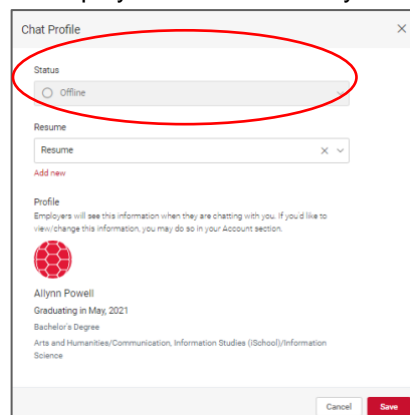 Chat Profile
Status
Offline
Resume
Resume
Add new
Profile
Employers will see this information when they are chatting with you. If you'd like to
view/change this information, you may do so in your Account section.
Allynn Powell
Graduating in May, 2021
Bachelor's Degree
Arts and Humanities/Communication, Information Studies (iSchool)/Information
Science
Cancel
Save